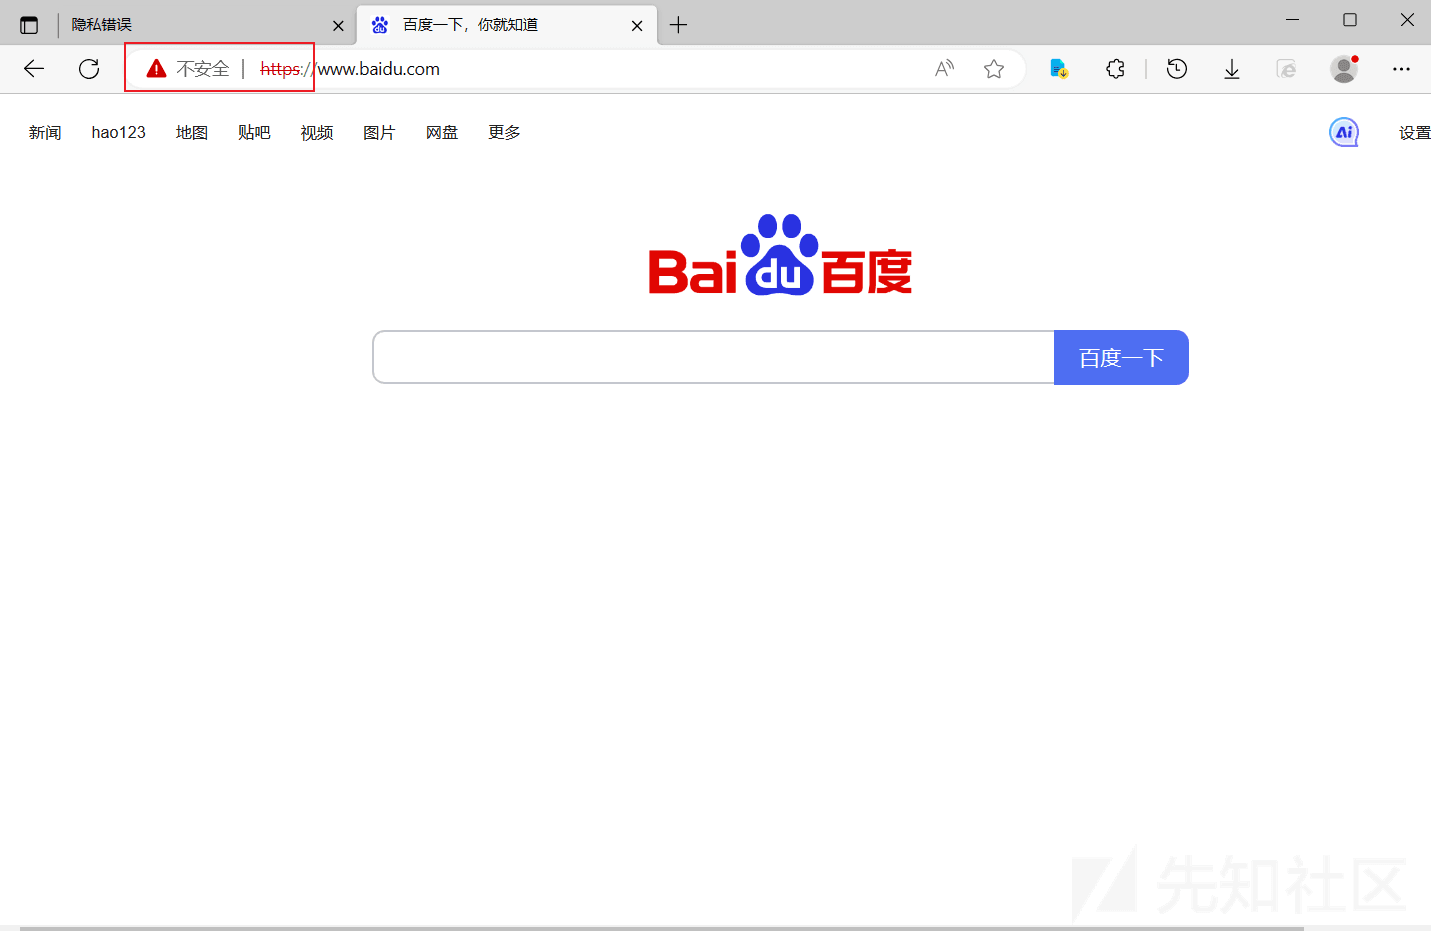 隐私错误
百度一下，你就知道
不安全 | https://www.baidu.com
新闻 hao123 地图 贴吧 视频 图片 网盘 更多 Ai 设置
Bai du 百度
百度一下
先知社区